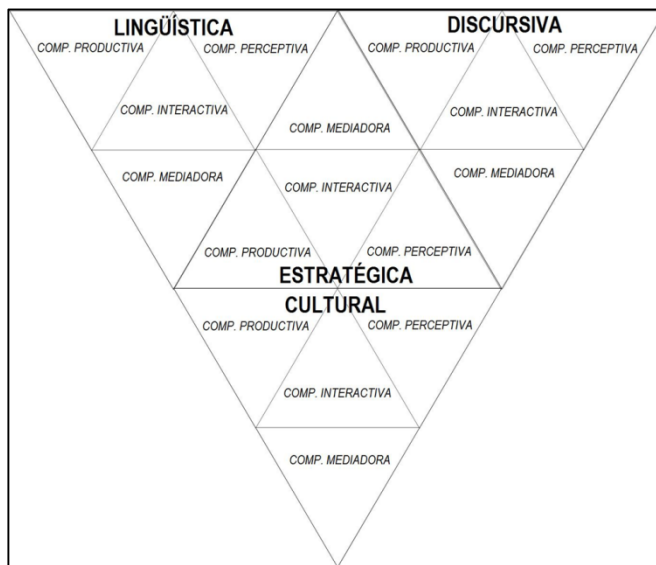 LINGÜÍSTICA
DISCURSIVA
COMP. PRODUCTIVA
COMP. PERCEPTIVA
COMP. PRODUCTIVA
COMP. PERCEPTIVA
COMP. INTERACTIVA
COMP. INTERACTIVA
COMP. MEDIADORA
COMP. MEDIADORA
COMP. MEDIADORA
COMP. INTERACTIVA
COMP. PRODUCTIVA
COMP. PERCEPTIVA
ESTRATÉGICA
CULTURAL
COMP. PRODUCTIVA
COMP. PERCEPTIVA
COMP. INTERACTIVA
COMP. MEDIADORA